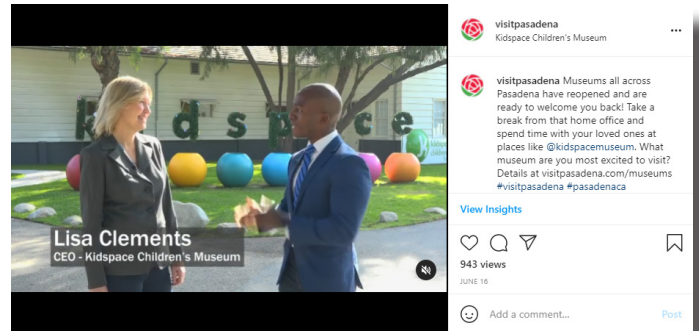 kidspace
Lisa Clements
CEO - Kidspace Children's Museum
visitpasadena
Kidspace Children's Museum
visitpasadena Museums all across
Pasadena have reopened and are
ready to welcome you back! Take a
break from that home office and
spend time with your loved ones at
places like @kidspacemuseum. What
museum are you most excited to visit?
Details at visitpasadena.com/museums
#visitpasadena #pasadenaca
View Insights
943 views
JUNE 16
Add a comment... Post